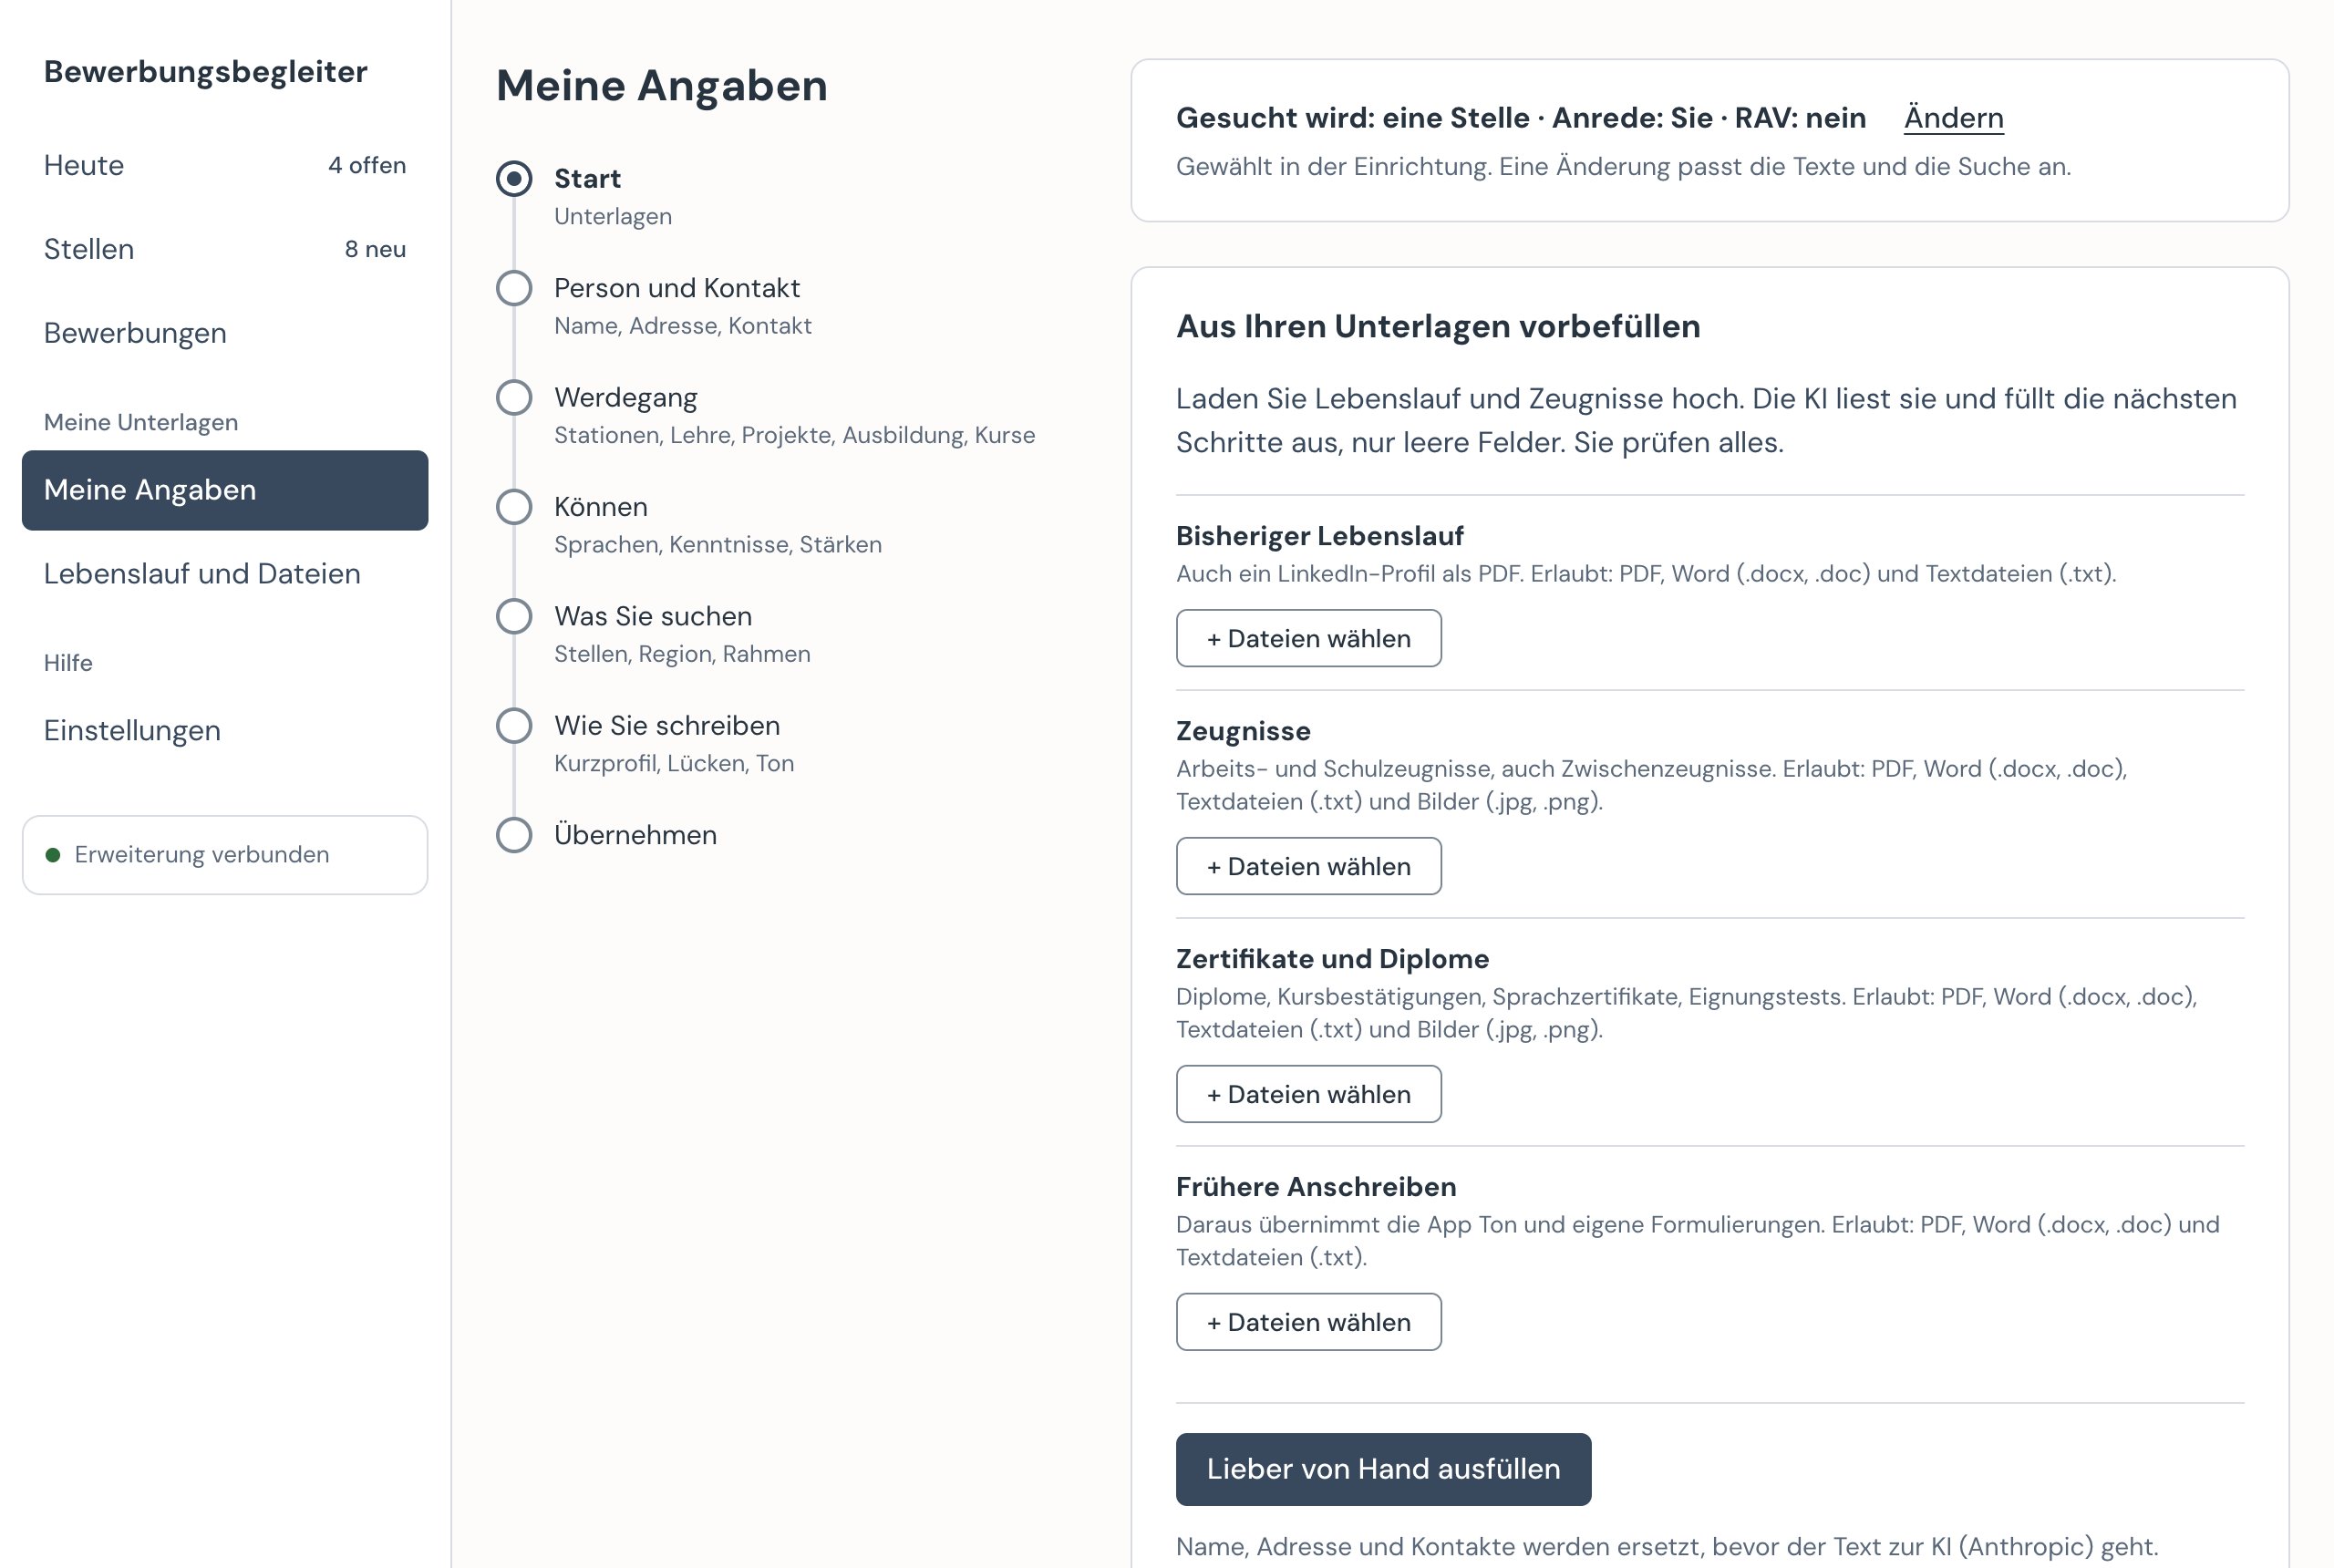 Bewerbungsbegleiter
Heute
4 offen
Stellen
8 neu
Bewerbungen
Meine Unterlagen
Meine Angaben
Lebenslauf und Dateien
Hilfe
Einstellungen
Erweiterung verbunden
Meine Angaben
Start
Unterlagen
Person und Kontakt
Name, Adresse, Kontakt
Werdegang
Stationen, Lehre, Projekte, Ausbildung, Kurse
Können
Sprachen, Kenntnisse, Stärken
Was Sie suchen
Stellen, Region, Rahmen
Wie Sie schreiben
Kurzprofil, Lücken, Ton
Übernehmen
Gesucht wird: eine Stelle · Anrede: Sie · RAV: nein Ändern
Gewählt in der Einrichtung. Eine Änderung passt die Texte und die Suche an.
Aus Ihren Unterlagen vorbefüllen
Laden Sie Lebenslauf und Zeugnisse hoch. Die KI liest sie und füllt die nächsten
Schritte aus, nur leere Felder. Sie prüfen alles.
Bisheriger Lebenslauf
Auch ein LinkedIn-Profil als PDF. Erlaubt: PDF, Word (.docx, .doc) und Textdateien (.txt).
+ Dateien wählen
Zeugnisse
Arbeits- und Schulzeugnisse, auch Zwischenzeugnisse. Erlaubt: PDF, Word (.docx, .doc),
Textdateien (.txt) und Bilder (.jpg, .png).
+ Dateien wählen
Zertifikate und Diplome
Diplome, Kursbestätigungen, Sprachzertifikate, Eignungstests. Erlaubt: PDF, Word (.docx, .doc),
Textdateien (.txt) und Bilder (.jpg, .png).
+ Dateien wählen
Frühere Anschreiben
Daraus übernimmt die App Ton und eigene Formulierungen. Erlaubt: PDF, Word (.docx, .doc) und
Textdateien (.txt).
+ Dateien wählen
Lieber von Hand ausfüllen
Name, Adresse und Kontakte werden ersetzt, bevor der Text zur KI (Anthropic) geht.